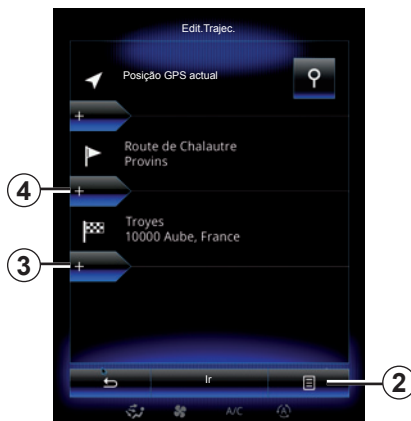 Edit.Trajec.
Posição GPS actual
+
Route de Chalautre
Provins
4
+
Troyes
10000 Aube, France
3
+
Ir
2
A/C
A